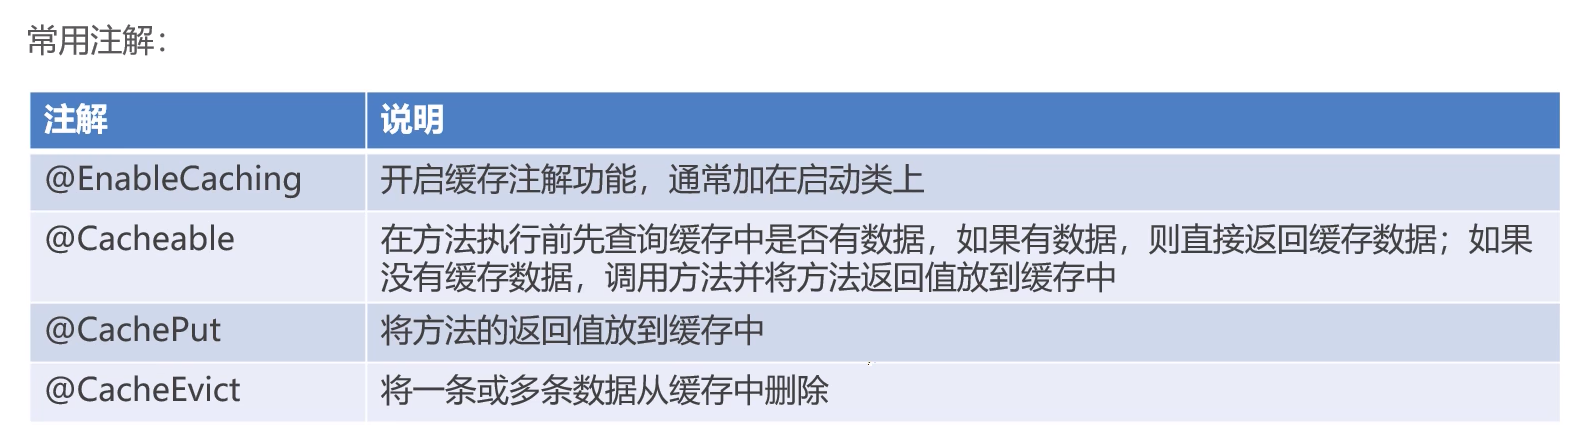 常用注解：
注解 说明
@EnableCaching 开启缓存注解功能，通常加在启动类上
@Cacheable 在方法执行前先查询缓存中是否有数据，如果有数据，则直接返回缓存数据；如果
没有缓存数据，调用方法并将方法返回值放到缓存中
@CachePut 将方法的返回值放到缓存中
@CacheEvict 将一条或多条数据从缓存中删除